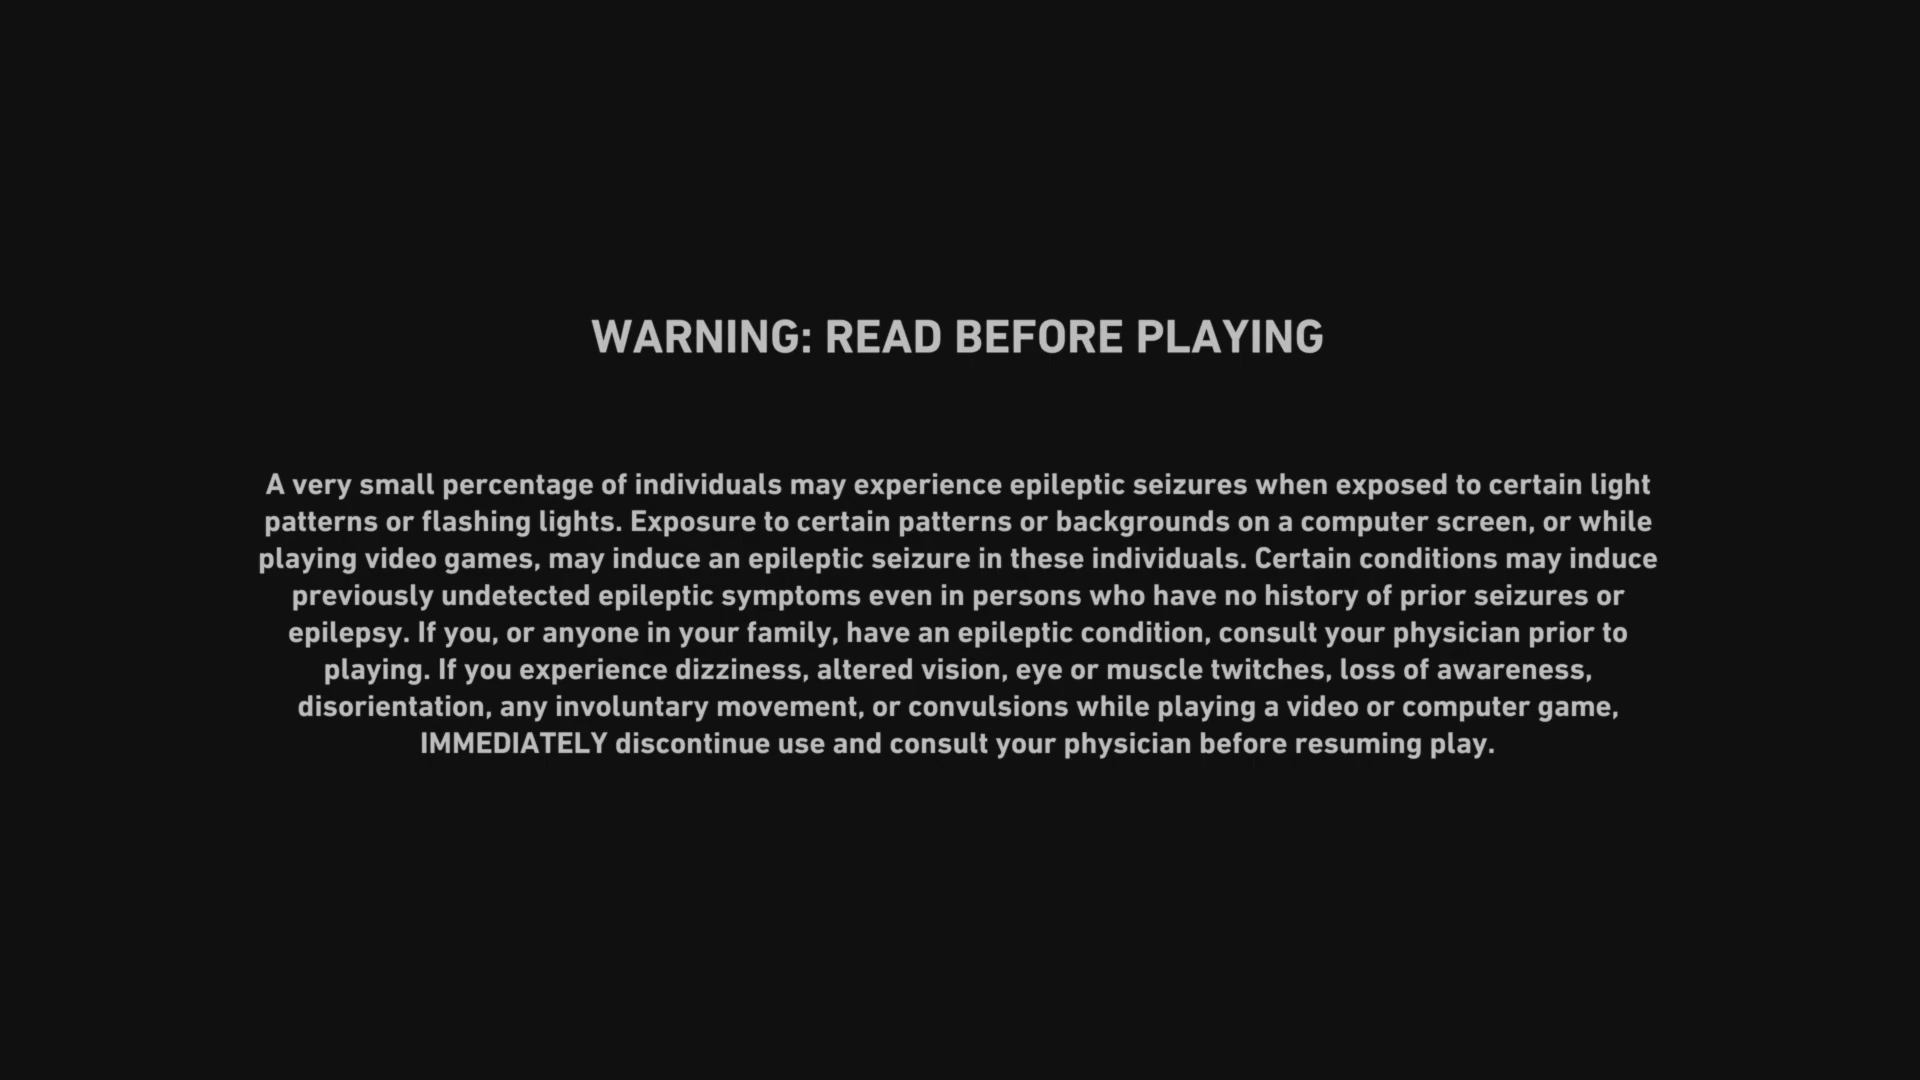 WARNING: READ BEFORE PLAYING
A very small percentage of individuals may experience epileptic seizures when exposed to certain light
patterns or flashing lights. Exposure to certain patterns or backgrounds on a computer screen, or while
playing video games, may induce an epileptic seizure in these individuals. Certain conditions may induce
previously undetected epileptic symptoms even in persons who have no history of prior seizures or
epilepsy. If you, or anyone in your family, have an epileptic condition, consult your physician prior to
playing. If you experience dizziness, altered vision, eye or muscle twitches, loss of awareness,
disorientation, any involuntary movement, or convulsions while playing a video or computer game,
IMMEDIATELY discontinue use and consult your physician before resuming play.